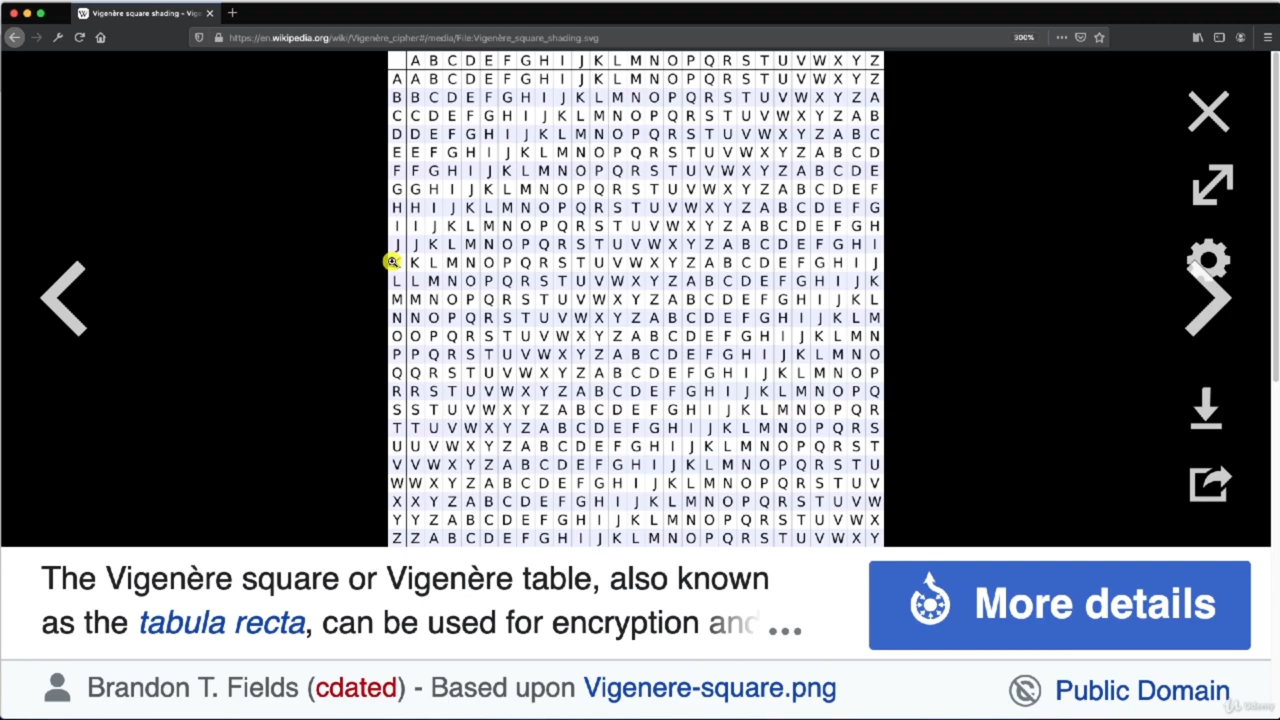 Vigenère square shading – Vige
https://en.wikipedia.org/wiki/Vigenère_cipher#/media/File:Vigenère_square_shading.svg
300%
A B C D E F G H I J K L M N O P Q R S T U V W X Y Z
A A B C D E F G H I J K L M N O P Q R S T U V W X Y Z
B B C D E F G H I J K L M N O P Q R S T U V W X Y Z A
C C D E F G H I J K L M N O P Q R S T U V W X Y Z A B
D D E F G H I J K L M N O P Q R S T U V W X Y Z A B C
E E F G H I J K L M N O P Q R S T U V W X Y Z A B C D
F F G H I J K L M N O P Q R S T U V W X Y Z A B C D E
G G H I J K L M N O P Q R S T U V W X Y Z A B C D E F
H H I J K L M N O P Q R S T U V W X Y Z A B C D E F G
I I J K L M N O P Q R S T U V W X Y Z A B C D E F G H
J J K L M N O P Q R S T U V W X Y Z A B C D E F G H I
K L M N O P Q R S T U V W X Y Z A B C D E F G H I J
L L M N O P Q R S T U V W X Y Z A B C D E F G H I J K
M M N O P Q R S T U V W X Y Z A B C D E F G H I J K L
N N O P Q R S T U V W X Y Z A B C D E F G H I J K L M
O O P Q R S T U V W X Y Z A B C D E F G H I J K L M N
P P Q R S T U V W X Y Z A B C D E F G H I J K L M N O
Q Q R S T U V W X Y Z A B C D E F G H I J K L M N O P
R R S T U V W X Y Z A B C D E F G H I J K L M N O P Q
S S T U V W X Y Z A B C D E F G H I J K L M N O P Q R
T T U V W X Y Z A B C D E F G H I J K L M N O P Q R S
U U V W X Y Z A B C D E F G H I J K L M N O P Q R S T
V V W X Y Z A B C D E F G H I J K L M N O P Q R S T U
W W X Y Z A B C D E F G H I J K L M N O P Q R S T U V
X X Y Z A B C D E F G H I J K L M N O P Q R S T U V W
Y Y Z A B C D E F G H I J K L M N O P Q R S T U V W X
Z Z A B C D E F G H I J K L M N O P Q R S T U V W X Y
The Vigenère square or Vigenère table, also known
as the tabula recta, can be used for encryption and ...
More details
Brandon T. Fields (cdated) - Based upon Vigenere-square.png
Public Domain
Udemy